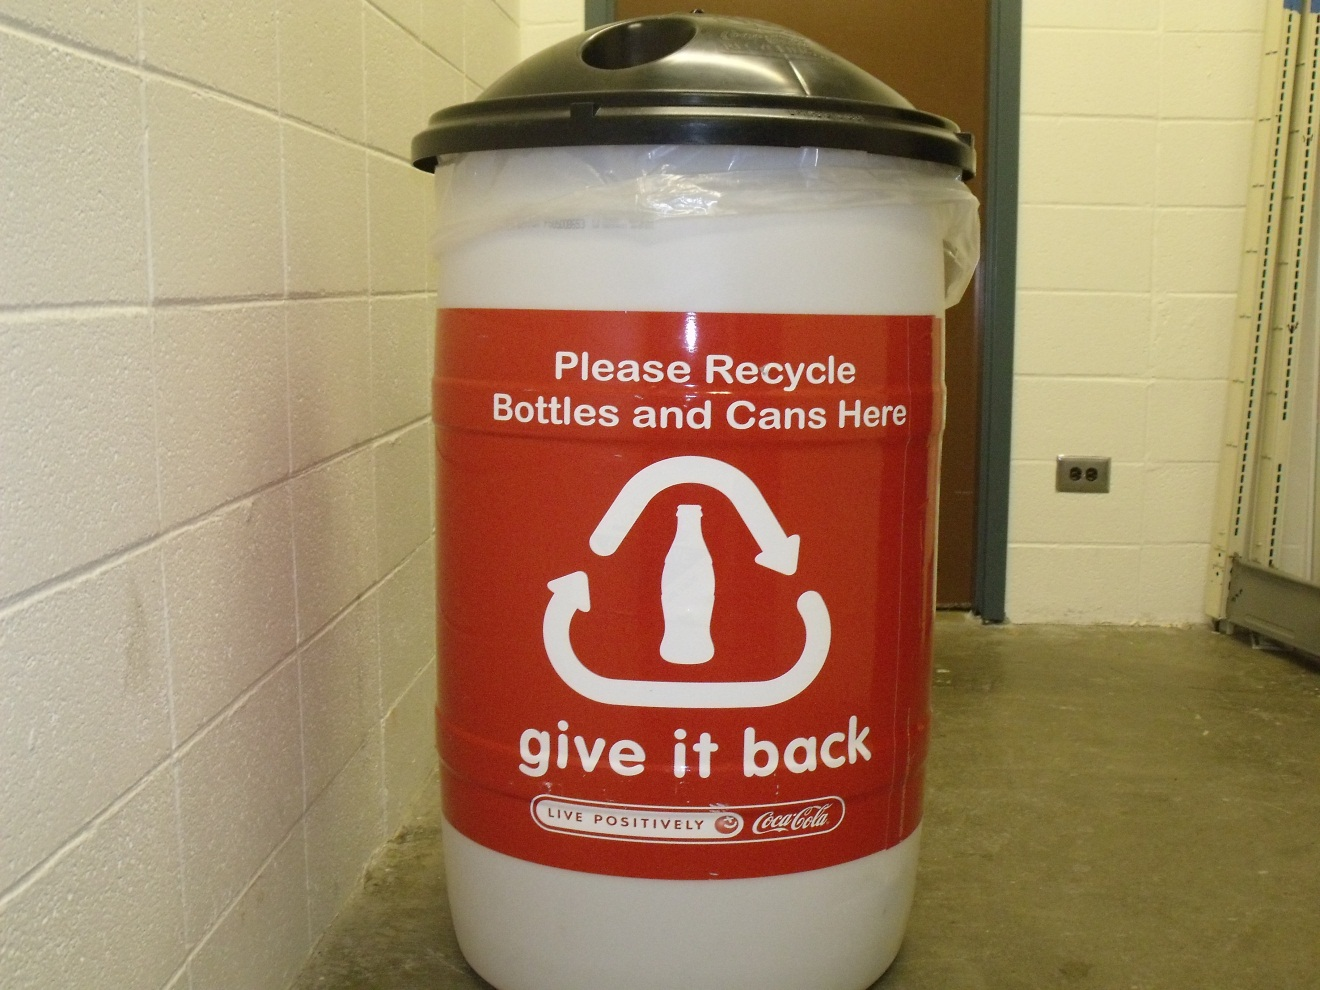 Please Recycle
Bottles and Cans Here
give it back
LIVE POSITIVELY Coca-Cola